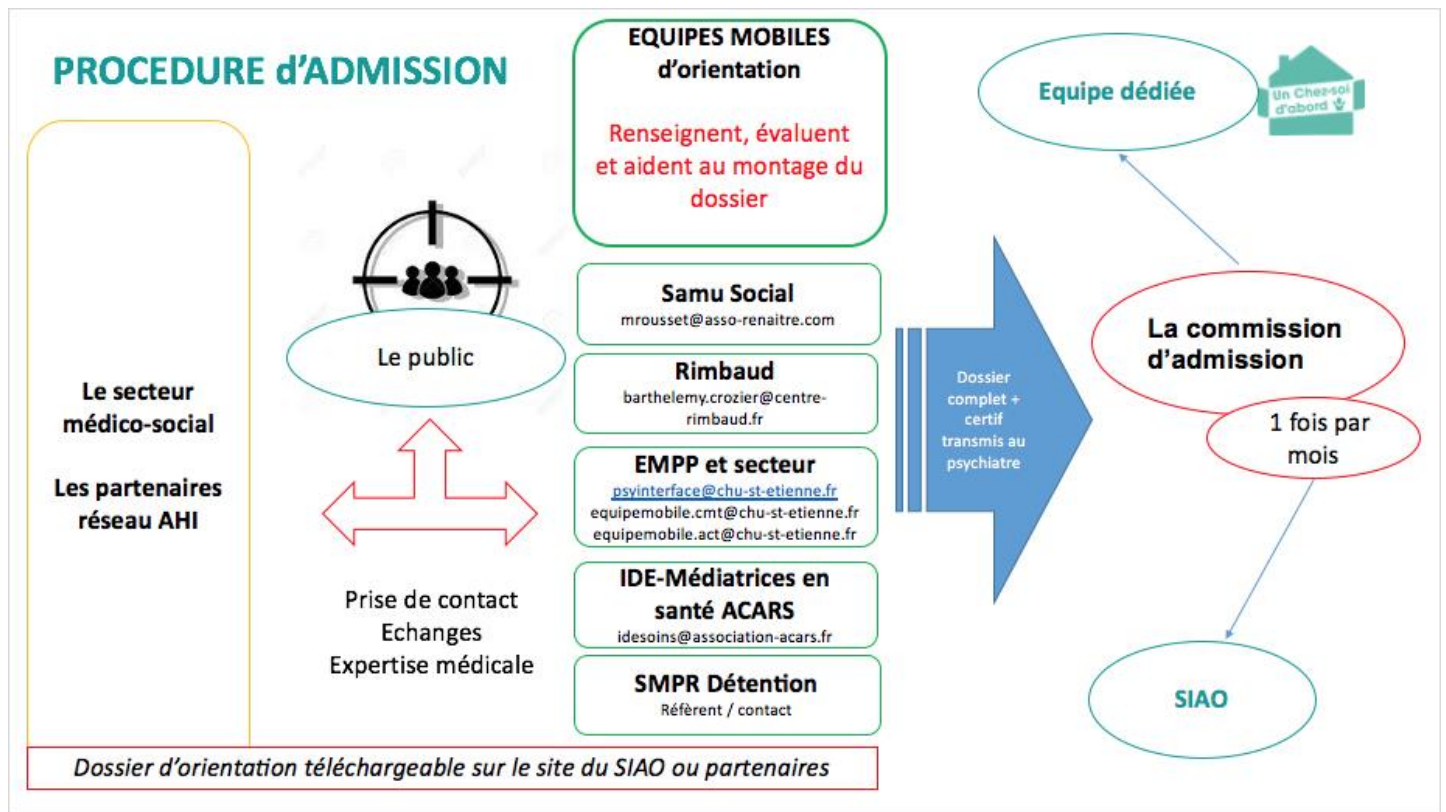 PROCEDURE d'ADMISSION
Le secteur
médico-social
Les partenaires
réseau AHI
Le public
Prise de contact
Echanges
Expertise médicale
EQUIPES MOBILES
d'orientation
Renseignent, évaluent
et aident au montage du
dossier
Samu Social
mrousset@asso-renaitre.com
Rimbaud
barthelemy.crozier@centre-
rimbaud.fr
EMPP et secteur
psyinterface@chu-st-etienne.fr
equipemobile.cmt@chu-st-etienne.fr
equipemobile.act@chu-st-etienne.fr
IDE-Médiatrices en
santé ACARS
idesoins@association-acars.fr
SMPR Détention
Réfèrent / contact
Dossier d'orientation téléchargeable sur le site du SIAO ou partenaires
Dossier
complet +
certif
transmis au
psychiatre
Equipe dédiée
Un Chez-soi
d'abord
La commission
d'admission
1 fois par
mois
SIAO